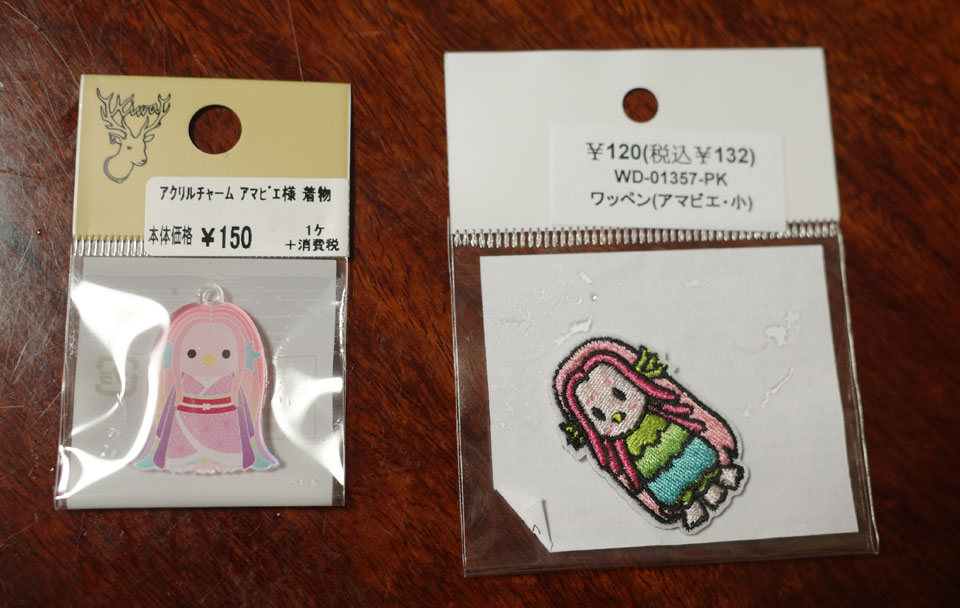 Kiwa
アクリルチャーム アマビエ様 着物
本体価格 ¥150
1ケ
+消費税
¥120(税込¥132)
WD-01357-PK
ワッペン(アマビエ・小)